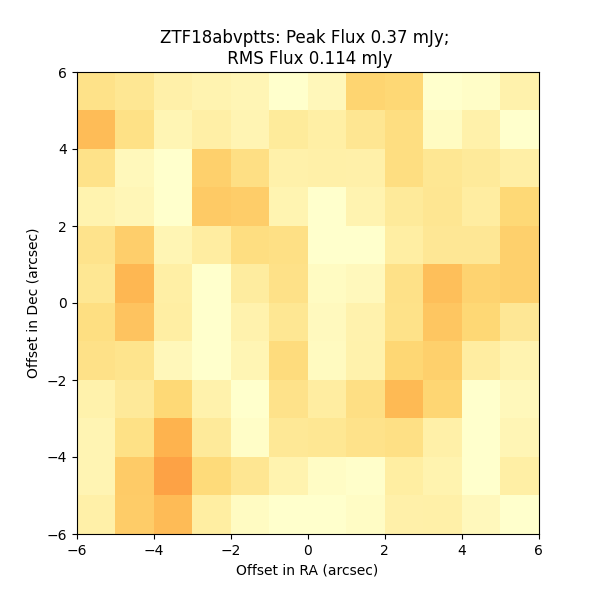 ZTF18abvptts: Peak Flux 0.37 mJy;
RMS Flux 0.114 mJy
6
4
2
0
−2
−4
−6
Offset in Dec (arcsec)
−6 −4 −2 0 2 4 6
Offset in RA (arcsec)